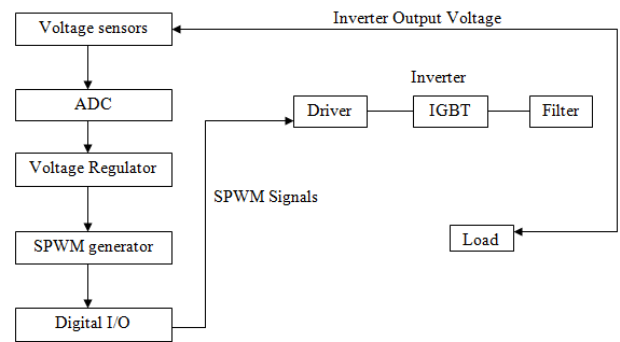 Inverter Output Voltage
Voltage sensors
Inverter
ADC
Driver
IGBT
Filter
Voltage Regulator
SPWM Signals
SPWM generator
Load
Digital I/O